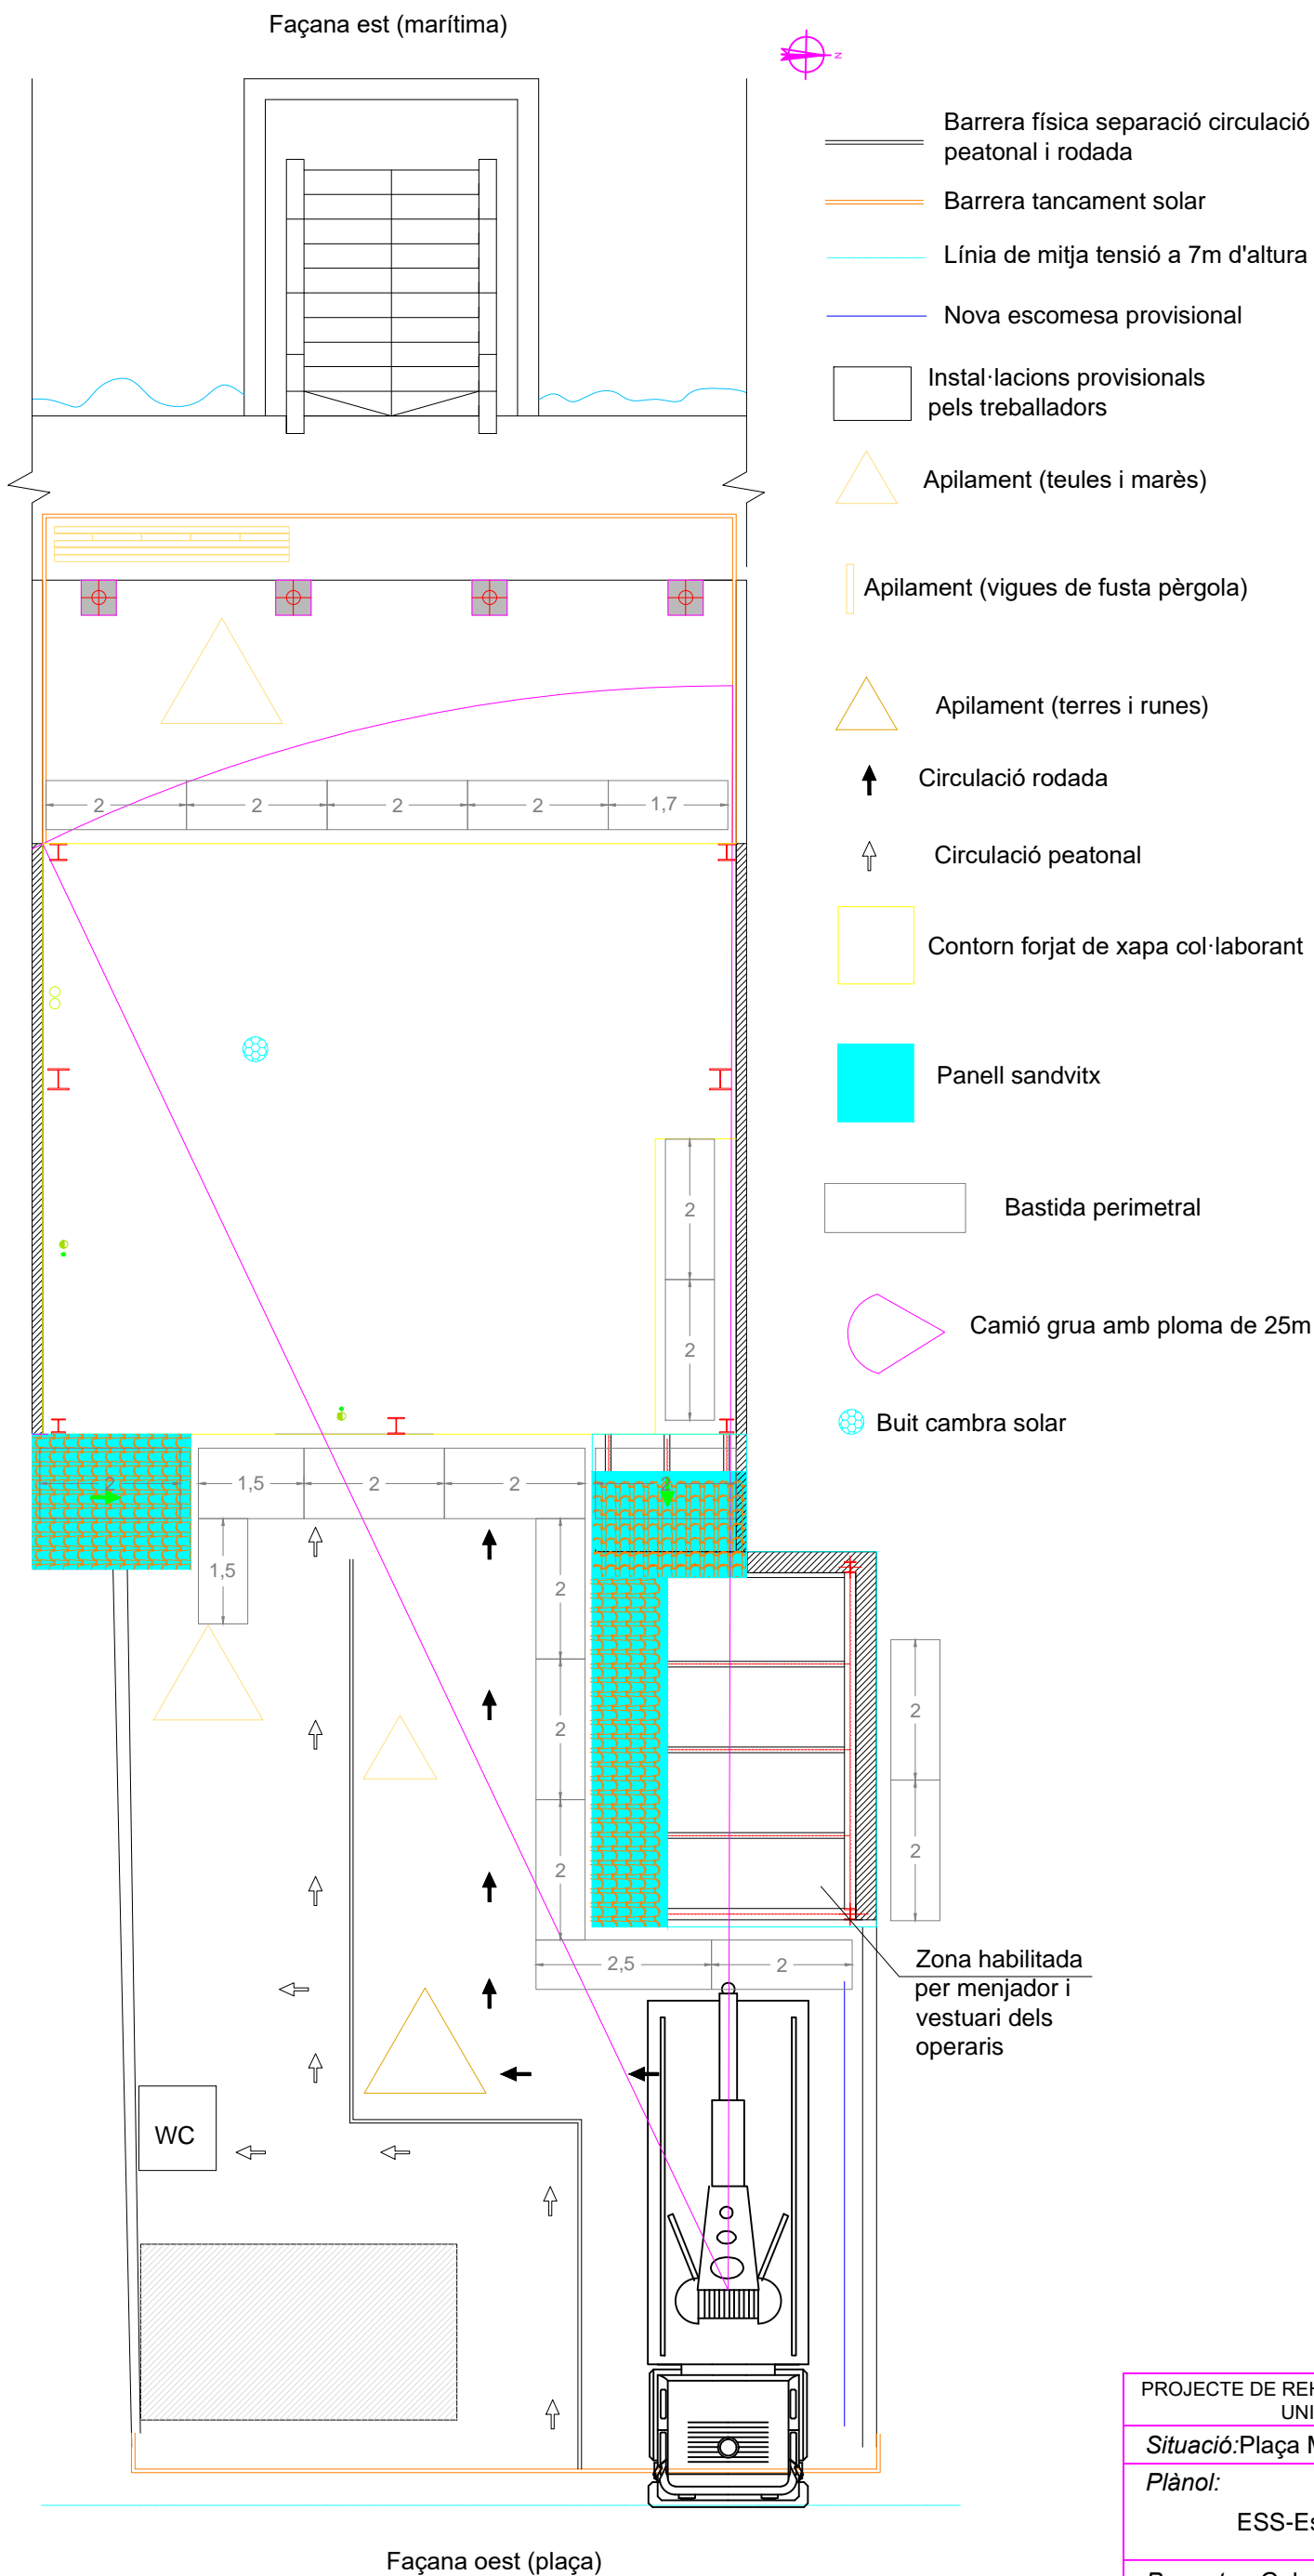 Façana est (marítima)
N
Barrera física separació circulació
peatonal i rodada
Barrera tancament solar
Línia de mitja tensió a 7m d'altura
Nova escomesa provisional
Instal·lacions provisionals
pels treballadors
Apilament (teules i marès)
Apilament (vigues de fusta pèrgola)
Apilament (terres i runes)
Circulació rodada
2 2 2 2 1,7
Circulació peatonal
Contorn forjat de xapa col·laborant
Panell sandvitx
2
Bastida perimetral
Camió grua amb ploma de 25m
2
Buit cambra solar
2 1,5 2 2 2
1,5
2
2
2
2
2
2,5 2
Zona habilitada
per menjador i
vestuari dels
operaris
WC
PROJECTE DE
UNI
Situació:Plaça
Plànol:
ESS-
Façana oest (plaça)